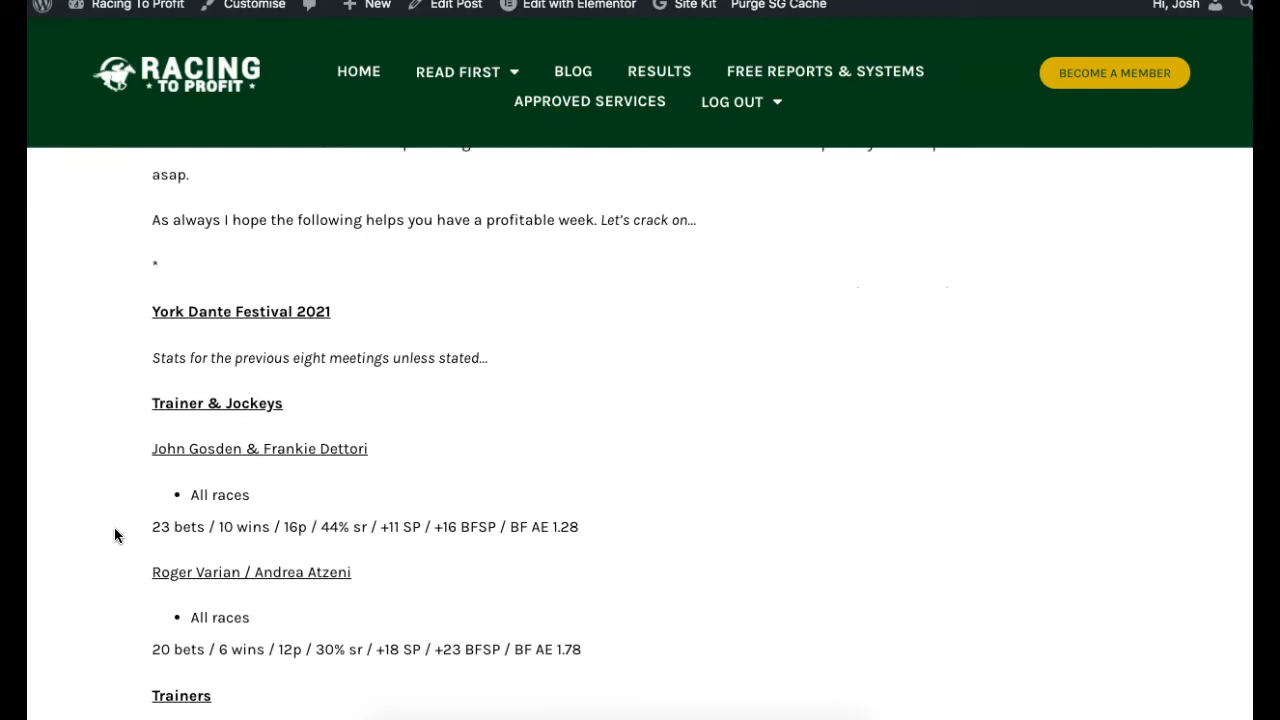 Racing To Profit Customise New Edit Post Edit with Elementor Site Kit Purge SG Cache Hi, Josh
RACING
TO PROFIT
HOME READ FIRST BLOG RESULTS FREE REPORTS & SYSTEMS
APPROVED SERVICES LOG OUT
BECOME A MEMBER
asap.
As always I hope the following helps you have a profitable week. Let's crack on...
*
York Dante Festival 2021
Stats for the previous eight meetings unless stated...
Trainer & Jockeys
John Gosden & Frankie Dettori
• All races
23 bets / 10 wins / 16p / 44% sr / +11 SP / +16 BFSP / BF AE 1.28
Roger Varian / Andrea Atzeni
• All races
20 bets / 6 wins / 12p / 30% sr / +18 SP / +23 BFSP / BF AE 1.78
Trainers